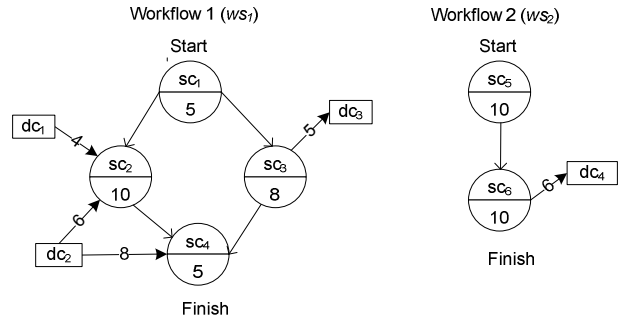 Workflow 1 (ws1)
Start
sc1
5
dc1
4
dc3
5
sc2
10
sc3
8
6
dc2
8
sc4
5
Finish
Workflow 2 (ws2)
Start
sc5
10
sc6
10
6
dc4
Finish